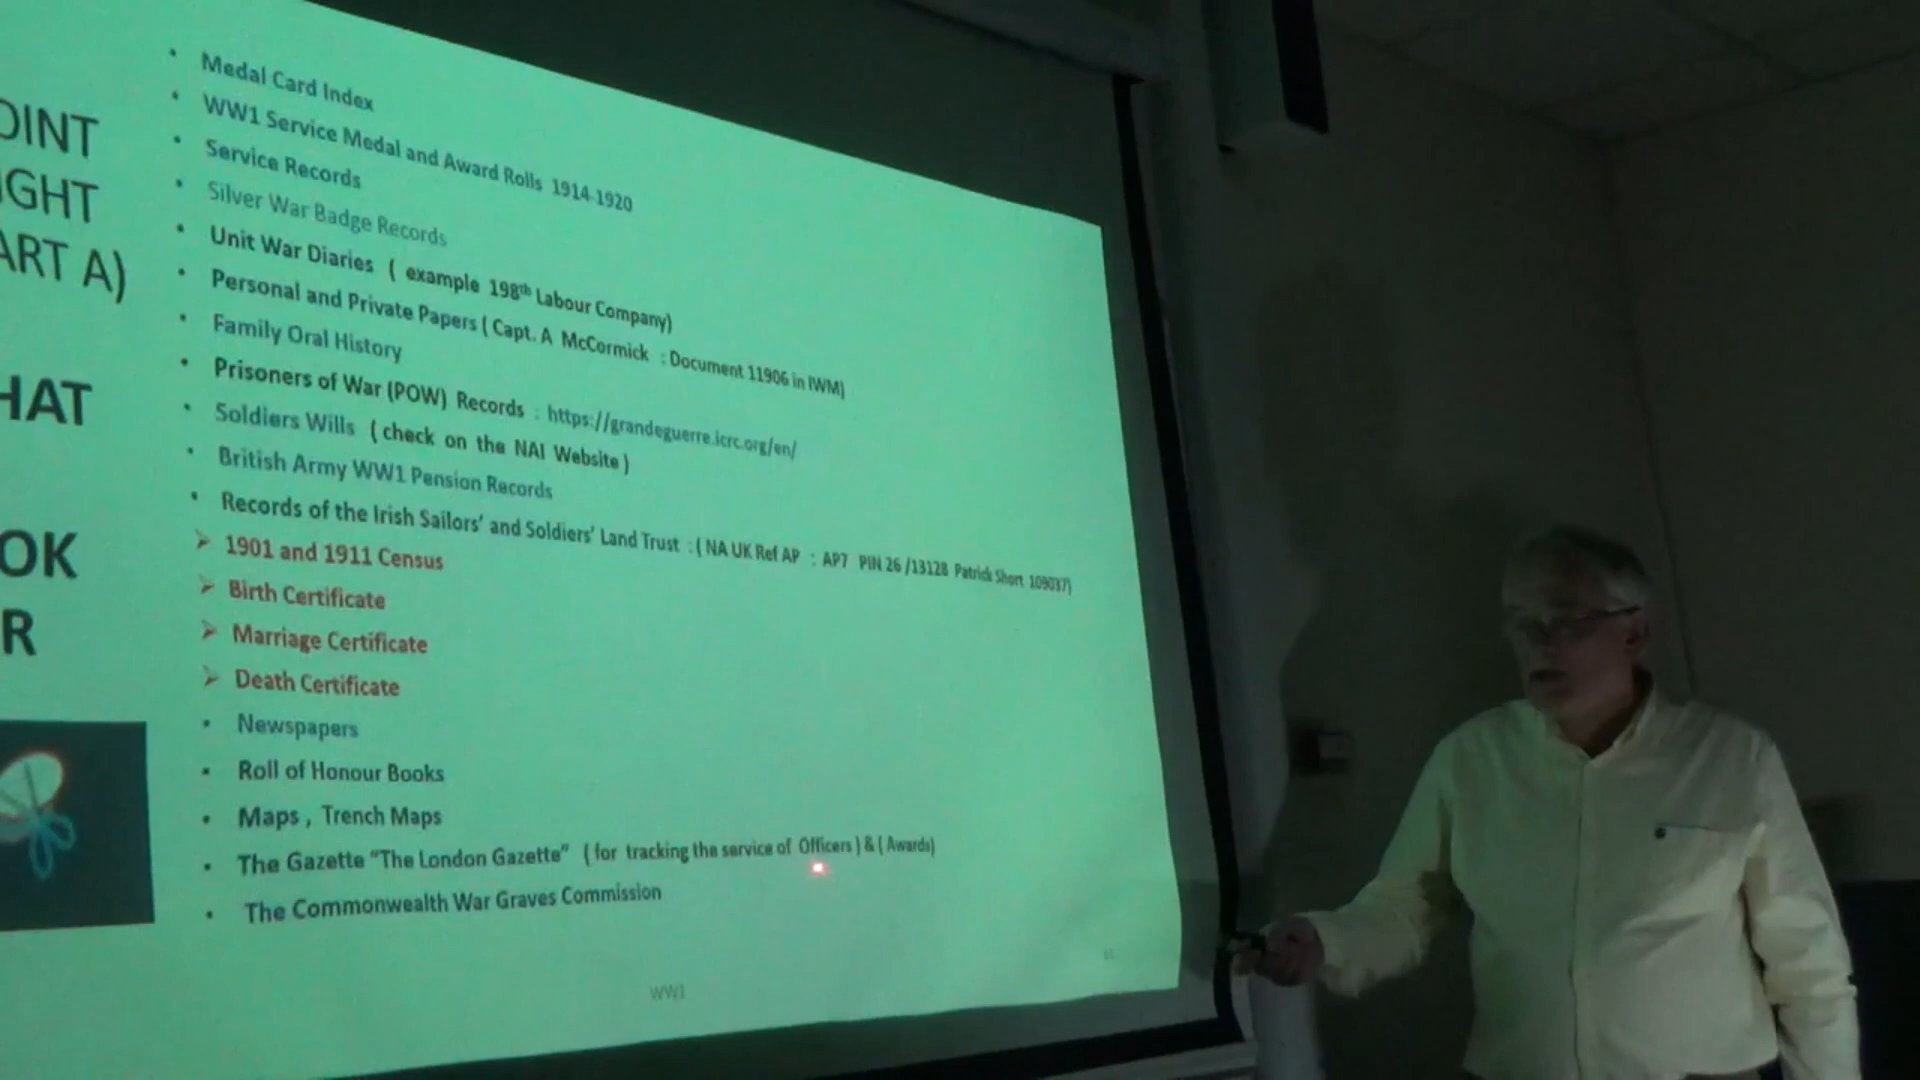 OINT
IGHT
ART A)
HAT
OK
R
Medal Card Index
WW1 Service Medal and Award Rolls 1914-1920
Service Records
Silver War Badge Records
Unit War Diaries ( example 198th Labour Company)
Personal and Private Papers ( Capt. A McCormick : Document 11906 in IWM)
Family Oral History
Prisoners of War (POW) Records : https://grandeguerre.icrc.org/en/
Soldiers Wills ( check on the NAI Website )
British Army WW1 Pension Records
Records of the Irish Sailors' and Soldiers' Land Trust : ( NA UK Ref AP : AP7 PIN 26 /13128 Patrick Short 109037)
1901 and 1911 Census
Birth Certificate
Marriage Certificate
Death Certificate
Newspapers
Roll of Honour Books
Maps , Trench Maps
The Gazette "The London Gazette" ( for tracking the service of Officers ) & ( Awards)
The Commonwealth War Graves Commission
WW1